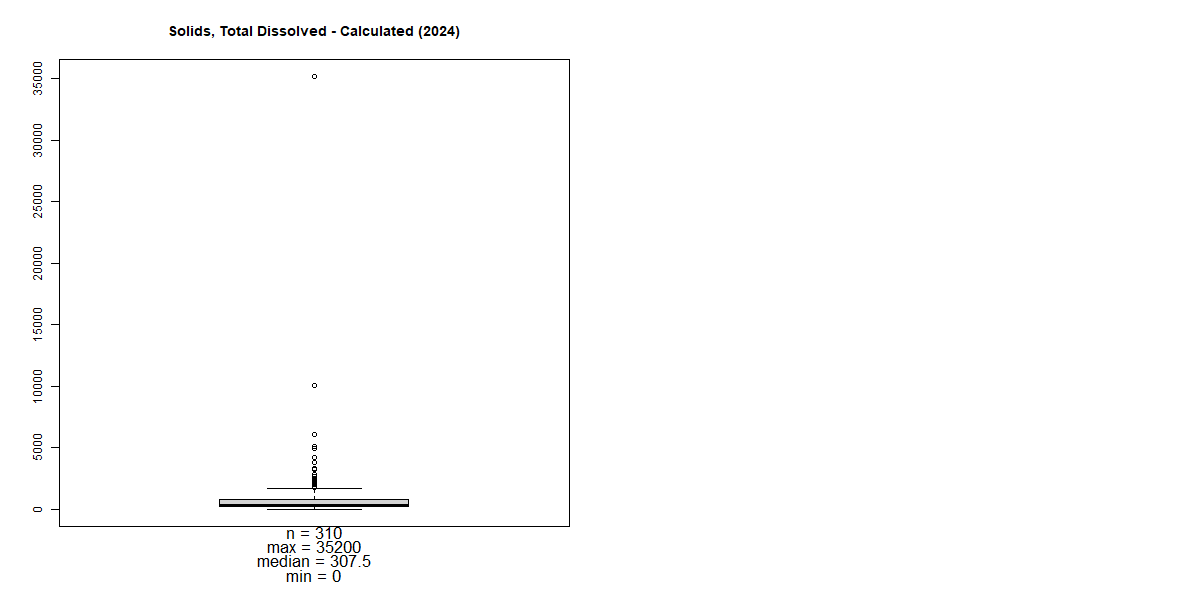 Solids, Total Dissolved - Calculated (2024)
35000
30000
25000
20000
15000
10000
5000
0
n = 310
max = 35200
median = 307.5
min = 0